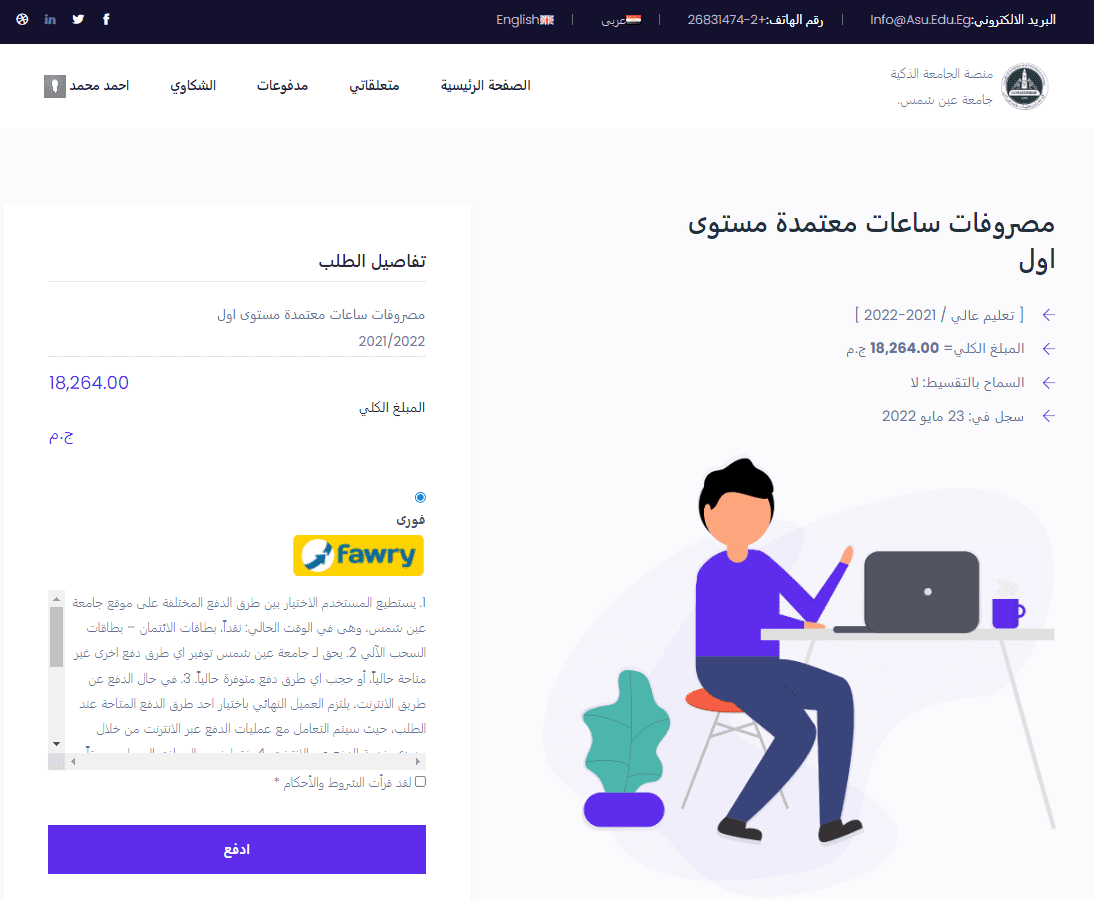 البريد الالكتروني:Info@Asu.Edu.Eg
رقم الهاتف:+2-26831474
عربى
English
منصة الجامعة الذكية
جامعة عين شمس.
الصفحة الرئيسية
متعلقاتي
مدفوعات
الشكاوي
احمد محمد
مصروفات ساعات معتمدة مستوى
اول
[ تعليم عالي / 2021-2022 ]
المبلغ الكلي= 18,264.00 ج.م
السماح بالتقسيط: لا
سجل في: 23 مايو 2022
تفاصيل الطلب
مصروفات ساعات معتمدة مستوى اول
2021/2022
18,264.00
المبلغ الكلي
ج.م
فورى
fawry
1. يستطيع المستخدم الاختيار بين طرق الدفع المختلفة على موقع جامعة
عين شمس، وهى في الوقت الحالي: نقداً، بطاقات الائتمان – بطاقات
السحب الآلي 2. يحق لـ جامعة عين شمس توفير اي طرق دفع اخرى غير
متاحة حالياً، أو حجب اي طرق دفع متوفرة حالياً. 3. في حال الدفع عن
طريق الانترنت، يلتزم العميل النهائي باختيار احد طرق الدفع المتاحة عند
الطلب، حيث سيتم التعامل مع عمليات الدفع عبر الانترنت من خلال
لقد قرأت الشروط والأحكام *
ادفع